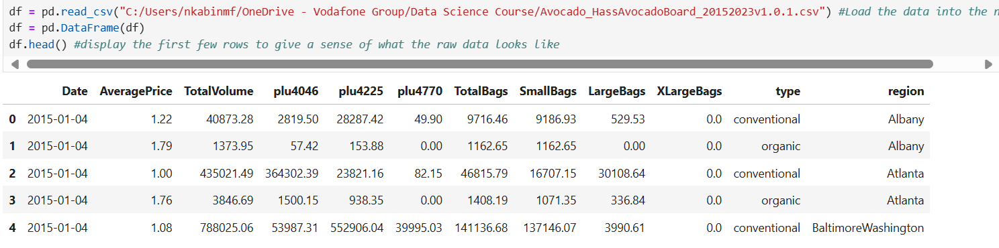 df = pd.read_csv("C:/Users/nkabinmf/OneDrive - Vodafone Group/Data Science Course/Avocado_HassAvocadoBoard_20152023v1.0.1.csv") #Load the data into the
df = pd.DataFrame(df)
df.head() #display the first few rows to give a sense of what the raw data looks like
Date AveragePrice TotalVolume plu4046 plu4225 plu4770 TotalBags SmallBags LargeBags XLargeBags type region
0 2015-01-04 1.22 40873.28 2819.50 28287.42 49.90 9716.46 9186.93 529.53 0.0 conventional Albany
1 2015-01-04 1.79 1373.95 57.42 153.88 0.00 1162.65 1162.65 0.00 0.0 organic Albany
2 2015-01-04 1.00 435021.49 364302.39 23821.16 82.15 46815.79 16707.15 30108.64 0.0 conventional Atlanta
3 2015-01-04 1.76 3846.69 1500.15 938.35 0.00 1408.19 1071.35 336.84 0.0 organic Atlanta
4 2015-01-04 1.08 788025.06 53987.31 552906.04 39995.03 141136.68 137146.07 3990.61 0.0 conventional BaltimoreWashington